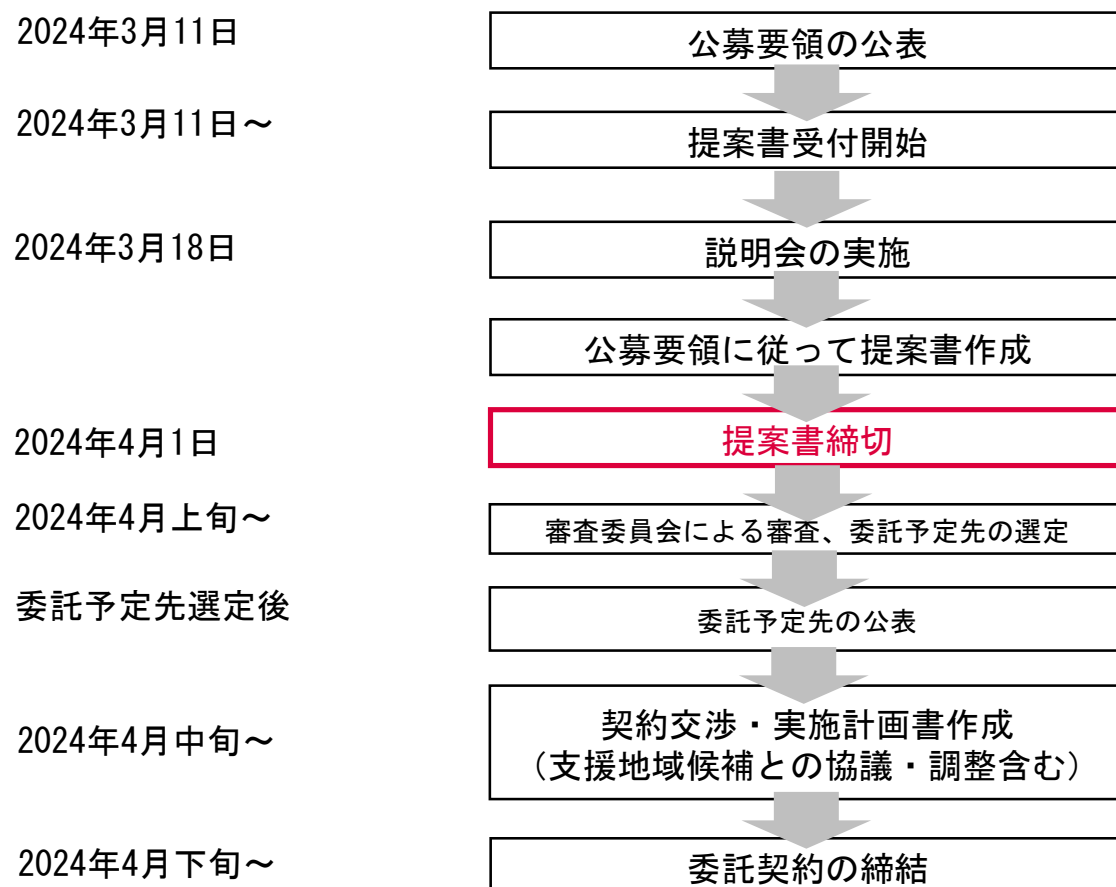 2024年3月11日
公募要領の公表
2024年3月11日～
提案書受付開始
2024年3月18日
説明会の実施
公募要領に従って提案書作成
2024年4月1日
提案書締切
2024年4月上旬～
審査委員会による審査、委託予定先の選定
委託予定先選定後
委託予定先の公表
2024年4月中旬～
契約交渉・実施計画書作成
（支援地域候補との協議・調整含む）
2024年4月下旬～
委託契約の締結